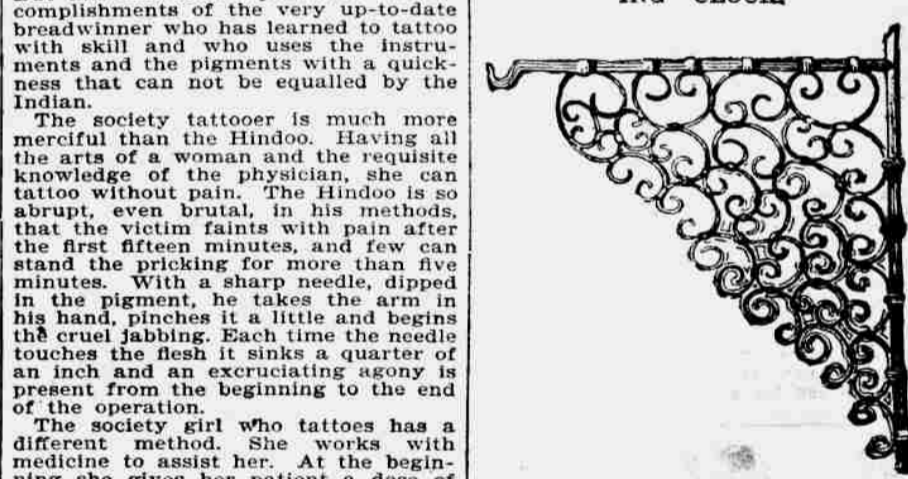 complishments of the very up-to-date
breadwinner who has learned to tattoo
with skill and who uses the instru-
ments and the pigments with a quick-
ness that can not be equalled by the
Indian.
The society tattooer is much more
merciful than the Hindoo. Having all
the arts of a woman and the requisite
knowledge of the physician, she can
tattoo without pain. The Hindoo is so
abrupt, even brutal, in his methods,
that the victim faints with pain after
the first fifteen minutes, and few can
stand the pricking for more than five
minutes. With a sharp needle, dipped
in the pigment, he takes the arm in
his hand, pinches it a little and begins
the cruel jabbing. Each time the needle
touches the flesh it sinks a quarter of
an inch and an excruciating agony is
present from the beginning to the end
of the operation.
The society girl who tattoes has a
different method. She works with
medicine to assist her. At the begin-
ning she gives her patient a dose of